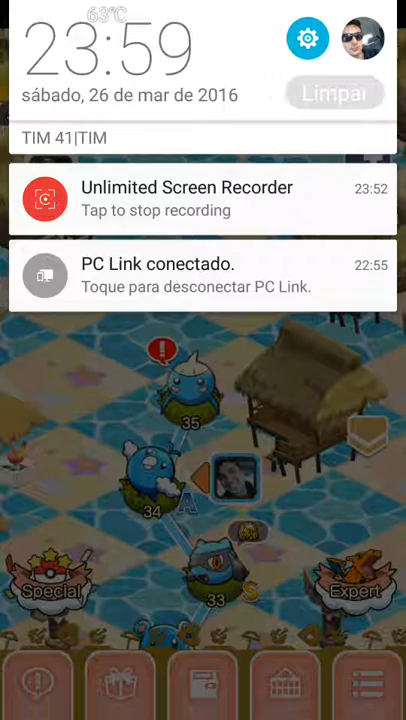 63°C
23:59
sábado, 26 de mar de 2016
Limpar
TIM 41|TIM
Unlimited Screen Recorder 23:52
Tap to stop recording
PC Link conectado. 22:55
Toque para desconectar PC Link.
35
34
A
33
S
Special
Expert